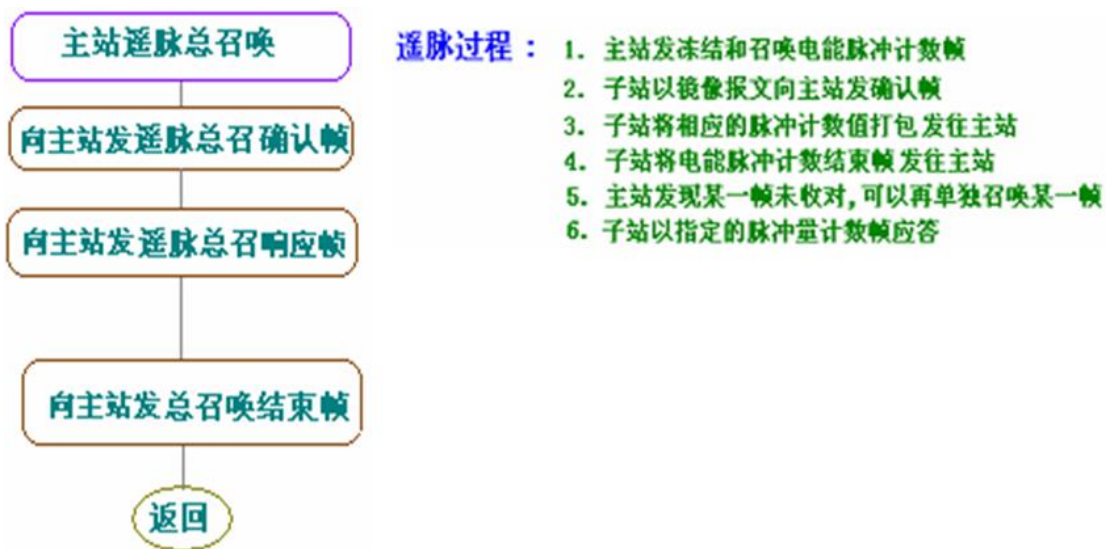 主站遥脉总召唤
向主站发遥脉总召确认帧
向主站发遥脉总召响应帧
向主站发总召唤结束帧
返回
遥脉过程：
1. 主站发冻结和召唤电能脉冲计数帧
2. 子站以镜像报文向主站发确认帧
3. 子站将相应的脉冲计数值打包发往主站
4. 子站将电能脉冲计数结束帧发往主站
5. 主站发现某一帧未收对,可以再单独召唤某一帧
6. 子站以指定的脉冲量计数帧应答